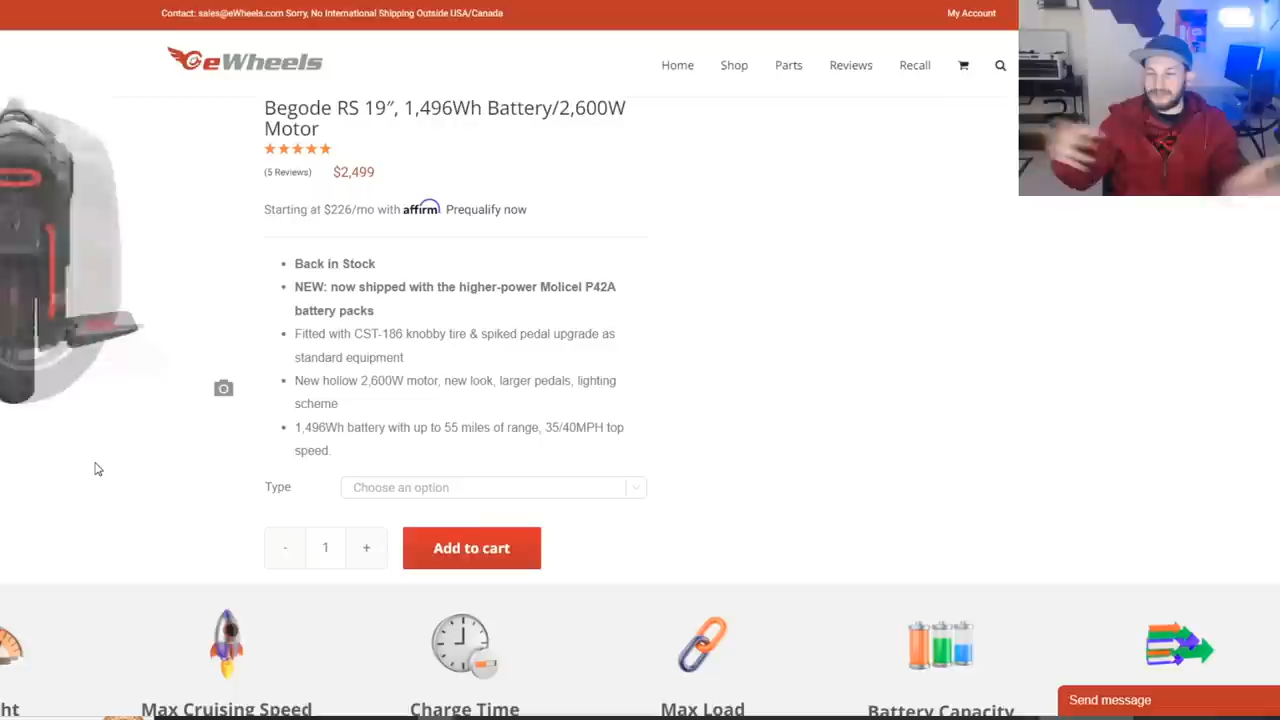 Contact: sales@eWheels.com Sorry, No International Shipping Outside USA/Canada
My Account
eWheels
Home
Shop
Parts
Reviews
Recall
Begode RS 19″, 1,496Wh Battery/2,600W
Motor
(5 Reviews)
$2,499
Starting at $226/mo with affirm Prequalify now
Back in Stock
NEW: now shipped with the higher-power Molicel P42A
battery packs
Fitted with CST-186 knobby tire & spiked pedal upgrade as
standard equipment
New hollow 2,600W motor, new look, larger pedals, lighting
scheme
1,496Wh battery with up to 55 miles of range, 35/40MPH top
speed.
Type
Choose an option
- 1 +
Add to cart
ht
Max Cruising Speed
Charge Time
Max Load
Battery Capacity
Send message